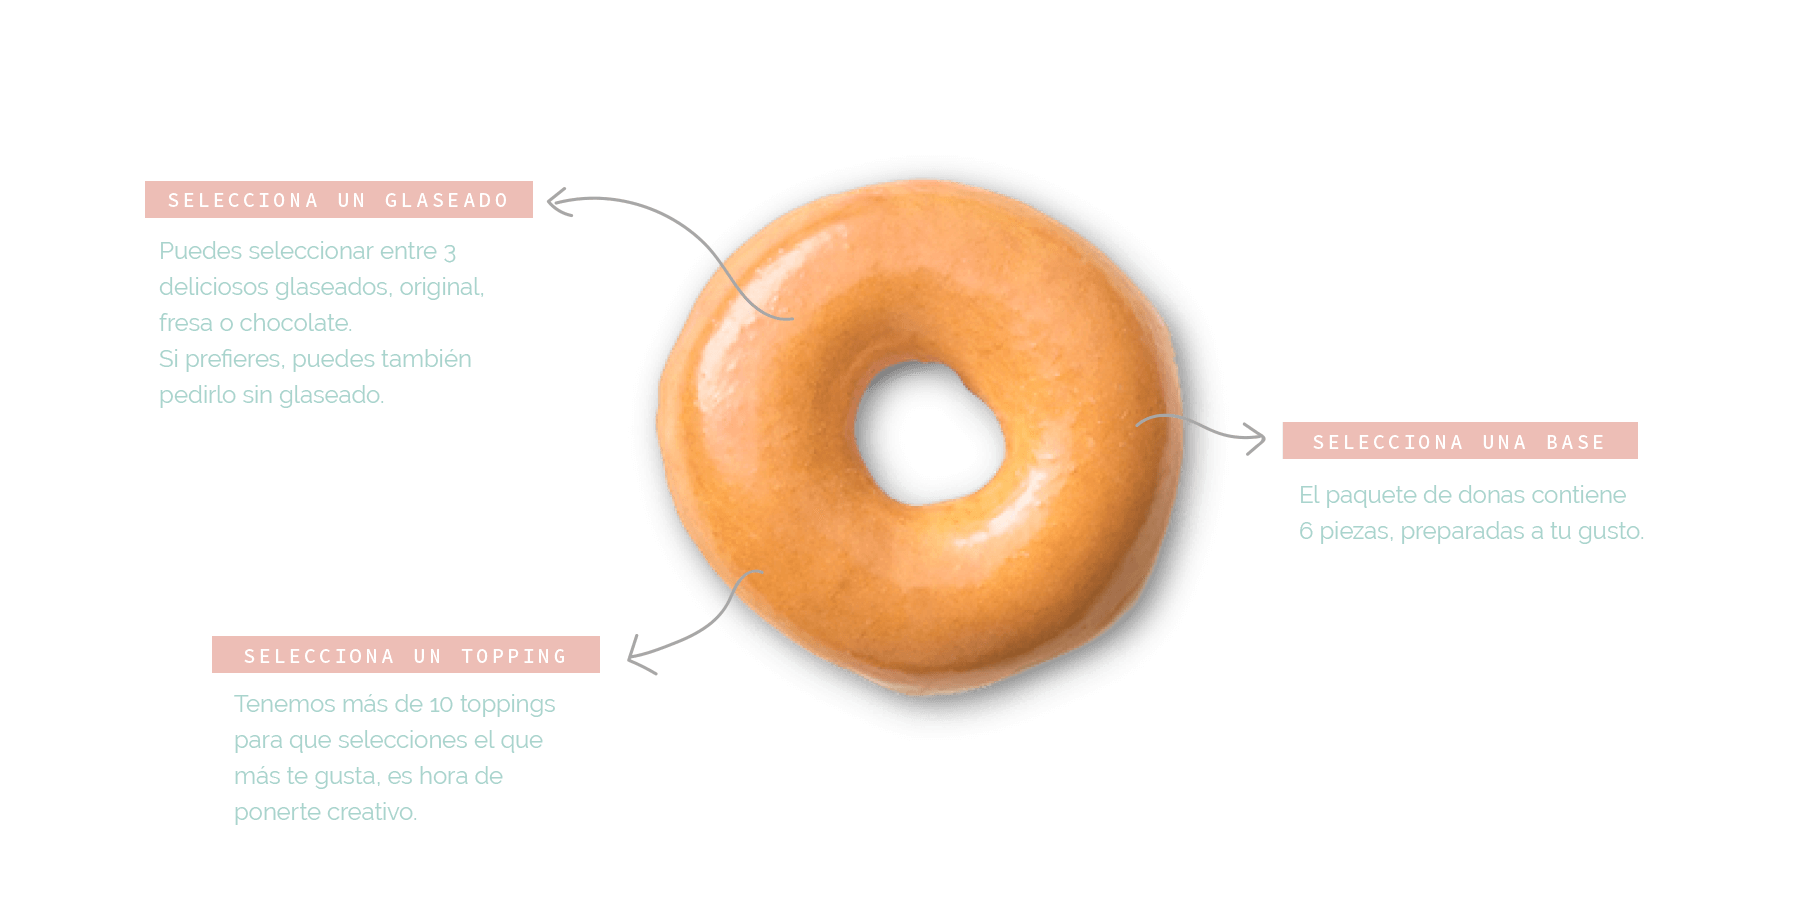 SELECCIONA UN GLASEADO
Puedes seleccionar entre 3
deliciosos glaseados, original,
fresa o chocolate.
Si prefieres, puedes también
pedirlo sin glaseado.
SELECCIONA UNA BASE
El paquete de donas contiene
6 piezas, preparadas a tu gusto.
SELECCIONA UN TOPPING
Tenemos más de 10 toppings
para que selecciones el que
más te gusta, es hora de
ponerte creativo.